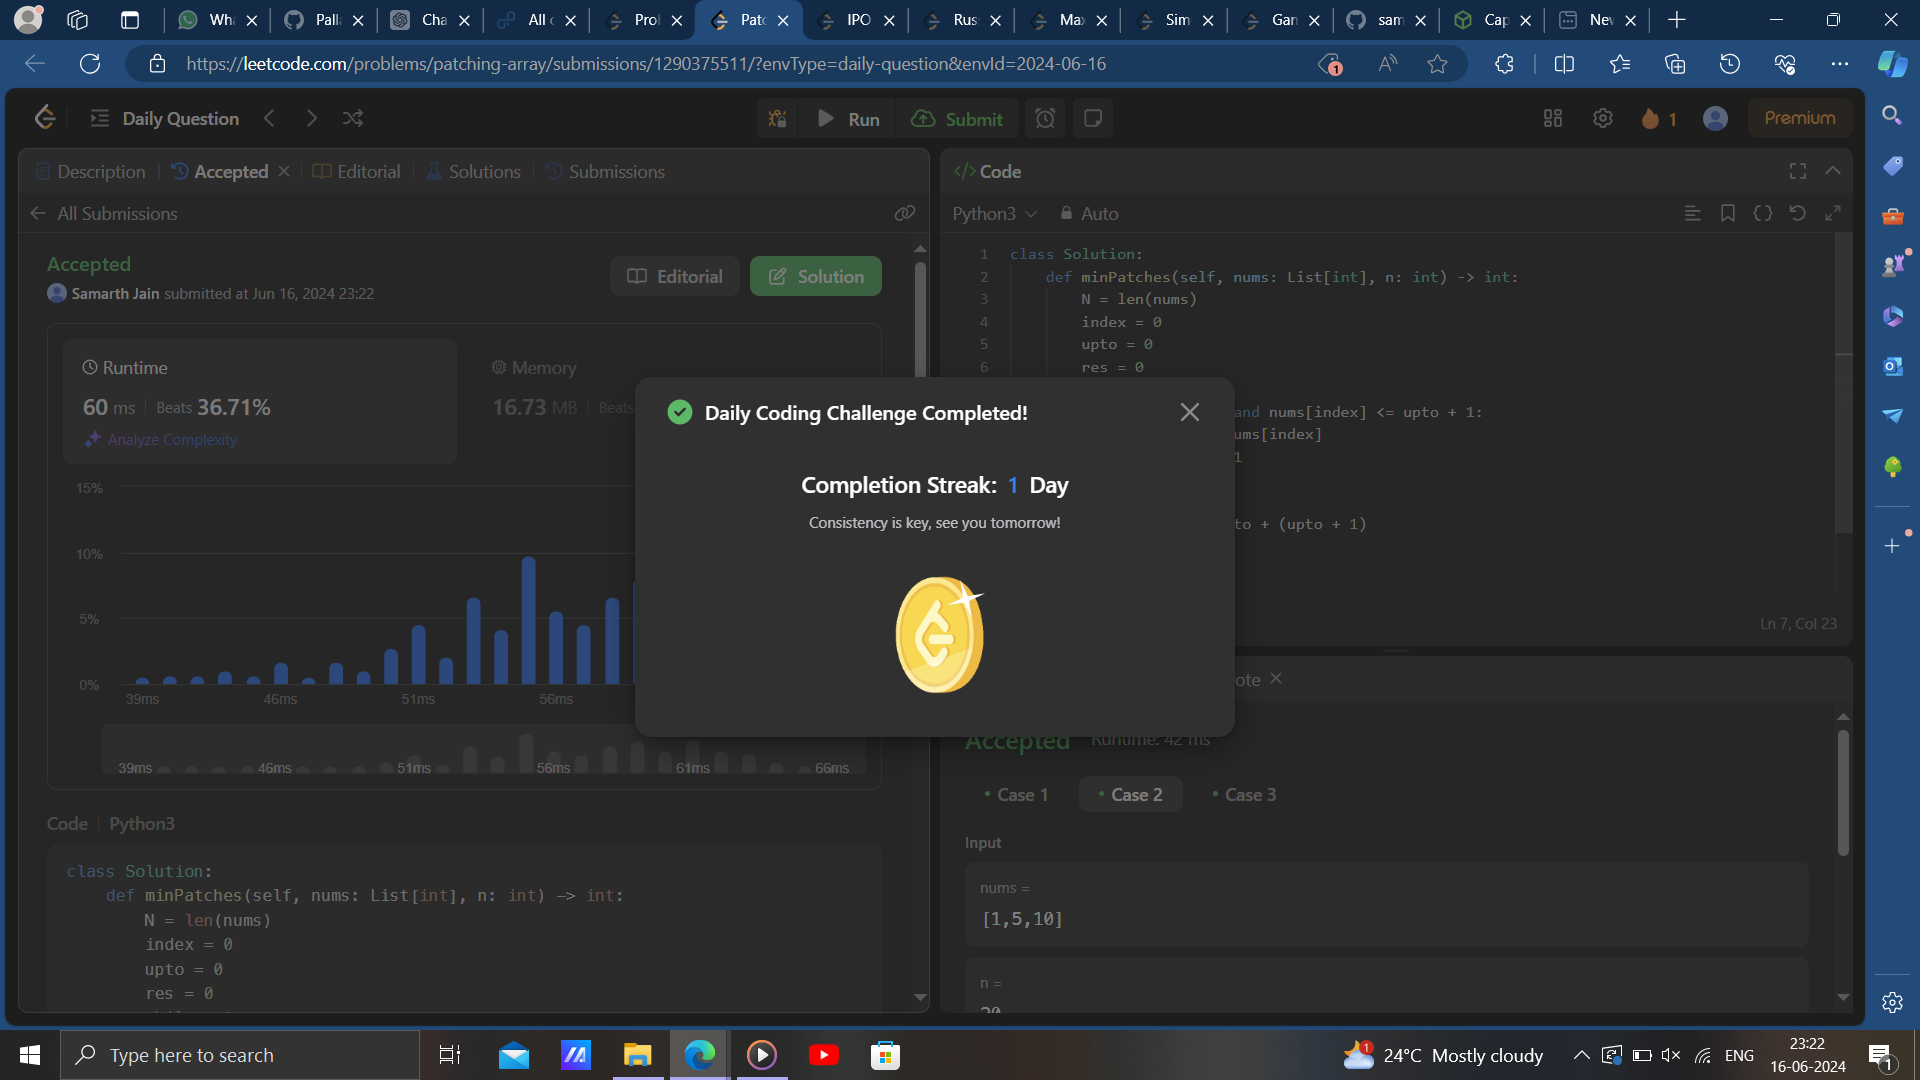 Wha
Palla
Cha
All c
Prol
Patc
IPO
Rus
Max
Sim
Gan
sam
Cap
Nev
https://leetcode.com/problems/patching-array/submissions/1290375511/?envType=daily-question&envId=2024-06-16
1
Daily Question
Run
Submit
1
Premium
Description
Accepted
Editorial
Solutions
Submissions
All Submissions
Accepted
Samarth Jain submitted at Jun 16, 2024 23:22
Editorial
Solution
Runtime
60 ms
Beats 36.71%
Analyze Complexity
Memory
16.73 MB
Beats
15%
10%
5%
0%
39ms
46ms
51ms
56ms
39ms
46ms
51ms
56ms
61ms
66ms
Code
Python3
class Solution:
def minPatches(self, nums: List[int], n: int) -> int:
N = len(nums)
index = 0
upto = 0
res = 0
Daily Coding Challenge Completed!
Completion Streak: 1 Day
Consistency is key, see you tomorrow!
</> Code
Python3
Auto
1 class Solution:
2 def minPatches(self, nums: List[int], n: int) -> int:
3 N = len(nums)
4 index = 0
5 upto = 0
6 res = 0
and nums[index] <= upto + 1:
ums[index]
1
to + (upto + 1)
Ln 7, Col 23
ote
Accepted
Runtime: 42 ms
Case 1
Case 2
Case 3
Input
nums =
[1,5,10]
n =
20
Type here to search
1
24°C Mostly cloudy
ENG
23:22
16-06-2024
1